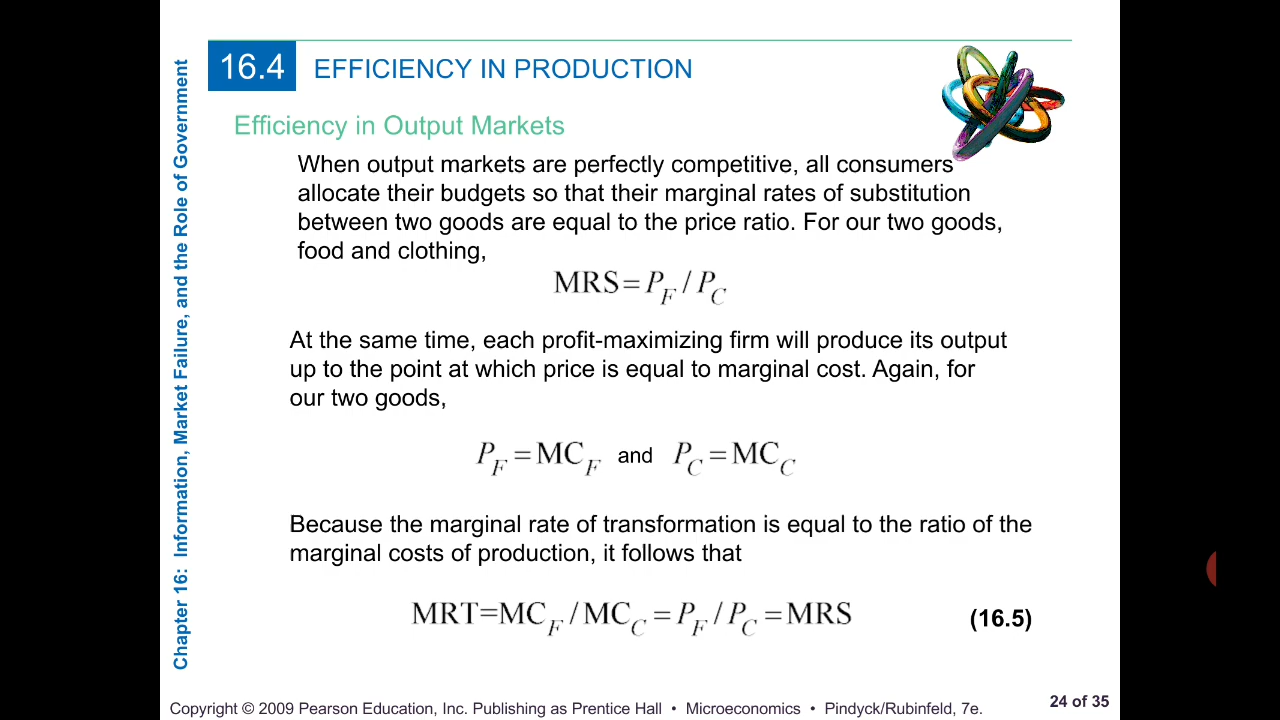 16.4 EFFICIENCY IN PRODUCTION
Efficiency in Output Markets
When output markets are perfectly competitive, all consumers
allocate their budgets so that their marginal rates of substitution
between two goods are equal to the price ratio. For our two goods,
food and clothing,
MRS = P_F / P_C
At the same time, each profit-maximizing firm will produce its output
up to the point at which price is equal to marginal cost. Again, for
our two goods,
P_F = MC_F and P_C = MC_C
Because the marginal rate of transformation is equal to the ratio of the
marginal costs of production, it follows that
MRT=MC_F / MC_C = P_F / P_C = MRS (16.5)
Chapter 16: Information, Market Failure, and the Role of Government
Copyright © 2009 Pearson Education, Inc. Publishing as Prentice Hall • Microeconomics • Pindyck/Rubinfeld, 7e.
24 of 35